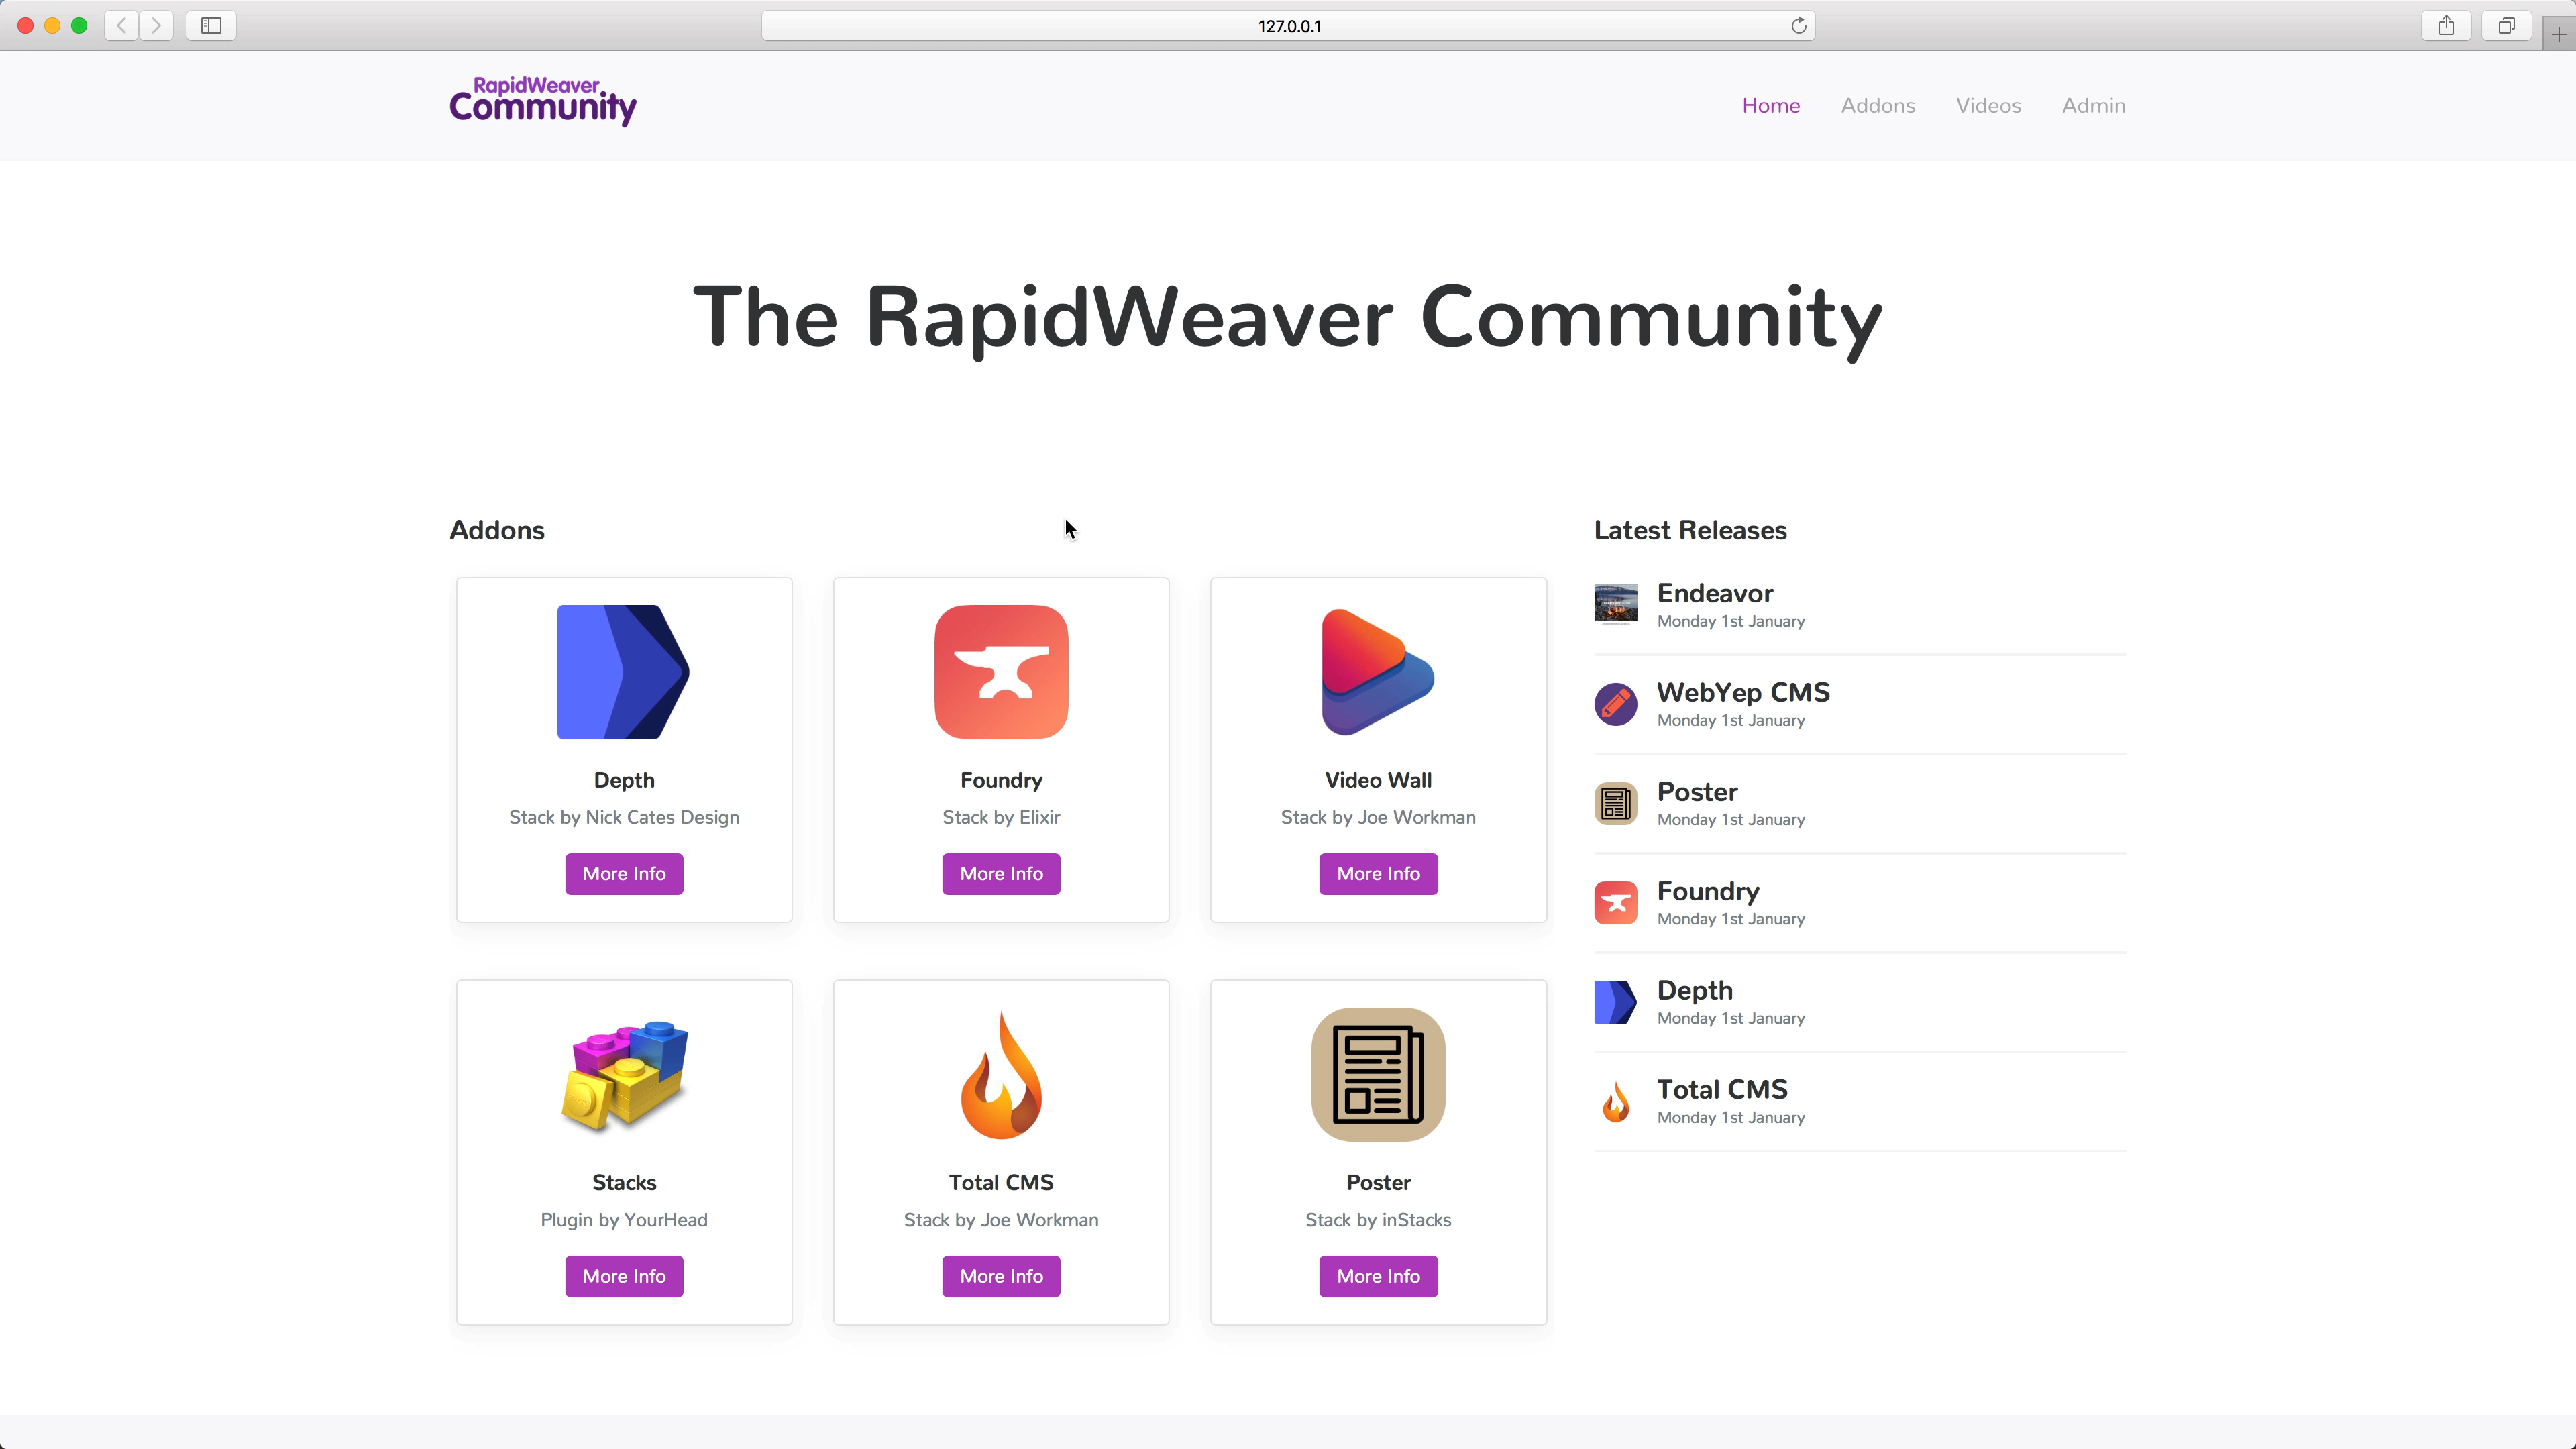 127.0.0.1
RapidWeaver
Community
Home
Addons
Videos
Admin
The RapidWeaver Community
Addons
Depth
Stack by Nick Cates Design
More Info
Foundry
Stack by Elixir
More Info
Video Wall
Stack by Joe Workman
More Info
Stacks
Plugin by YourHead
More Info
Total CMS
Stack by Joe Workman
More Info
Poster
Stack by inStacks
More Info
Latest Releases
Endeavor
Monday 1st January
WebYep CMS
Monday 1st January
Poster
Monday 1st January
Foundry
Monday 1st January
Depth
Monday 1st January
Total CMS
Monday 1st January